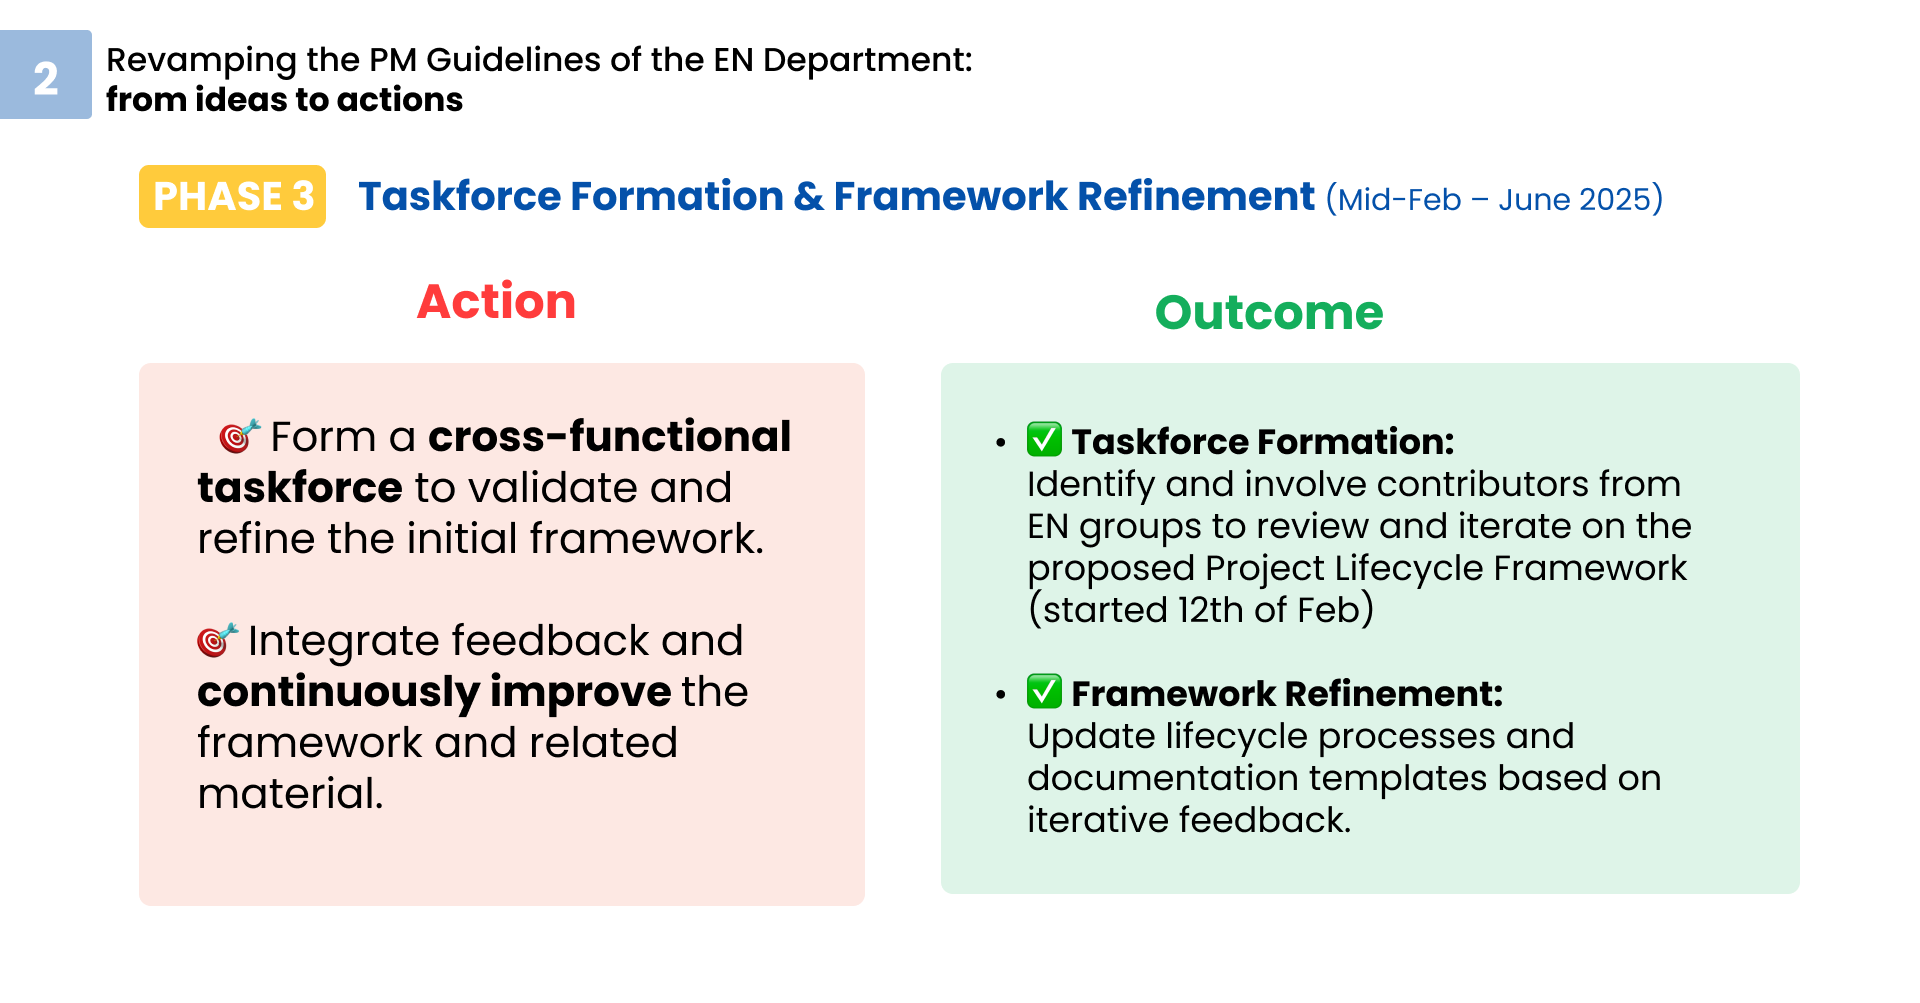 2
Revamping the PM Guidelines of the EN Department:
from ideas to actions
PHASE 3
Taskforce Formation & Framework Refinement (Mid-Feb – June 2025)
Action
🎯 Form a cross-functional
taskforce to validate and
refine the initial framework.
🎯 Integrate feedback and
continuously improve the
framework and related
material.
Outcome
• ✅ Taskforce Formation:
Identify and involve contributors from
EN groups to review and iterate on the
proposed Project Lifecycle Framework
(started 12th of Feb)
• ✅ Framework Refinement:
Update lifecycle processes and
documentation templates based on
iterative feedback.